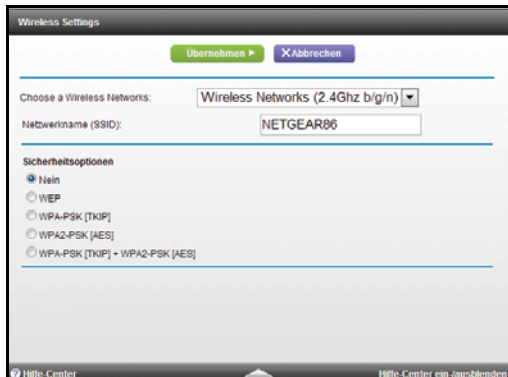 Wireless Settings
Übernehmen
Abbrechen
Choose a Wireless Networks: Wireless Networks (2.4Ghz b/g/n)
Netzwerkname (SSID): NETGEAR86
Sicherheitsoptionen
Nein
WEP
WPA-PSK [TKIP]
WPA2-PSK [AES]
WPA-PSK [TKIP] + WPA2-PSK [AES]
Hilfe-Center Hilfe-Center ein-/ausblenden